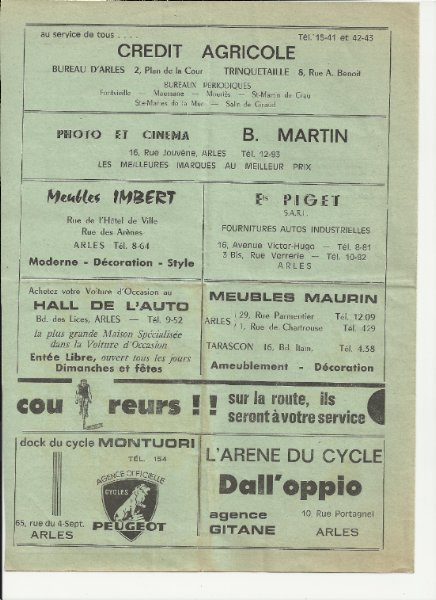 au service de tous . . . .
Tél. 15-41 et 42-43
CREDIT AGRICOLE
BUREAU D'ARLES 2, Plan de la Cour TRINQUETAILLE 8, Rue A. Benoit
BUREAUX PERIODIQUES
Fontvieille - Maussane - Mouriès - St-Martin de Crau
Stes-Maries de la Mer - Salin de Giraud
PHOTO ET CINEMA B. MARTIN
16, Rue Jouvène, ARLES Tél. 12-93
LES MEILLEURES MARQUES AU MEILLEUR PRIX
Meubles IMBERT
Rue de l'Hôtel de Ville
Rue des Arènes
ARLES Tél. 8-64
Moderne - Décoration - Style
Ets PIGET
S.A.R.L.
FOURNITURES AUTOS INDUSTRIELLES
16, Avenue Victor-Hugo - Tél. 8-81
3 Bis, Rue Verrerie - Tél. 10-92
ARLES
Achetez votre Voiture d'Occasion au
HALL DE L'AUTO
Bd. des Lices, ARLES - Tél. 9-52
la plus grande Maison Spécialisée
dans la Voiture d'Occasion
Entée Libre, ouvert tous les jours
Dimanches et fêtes
MEUBLES MAURIN
ARLES
29, Rue Parmentier Tél. 12.09
1, Rue de Chartrouse Tél. 429
TARASCON 16, Bd. Itam. Tél. 4.38
Ameublement - Décoration
cou reurs !!
sur la route, ils
seront à votre service
dock du cycle MONTUORI
TÉL. 154
AGENCE OFFICIELLE
CYCLES
PEUGEOT
65, rue du 4-Sept.
ARLES
L'ARENE DU CYCLE
Dall'oppio
agence
GITANE
10, Rue Portagnel
ARLES